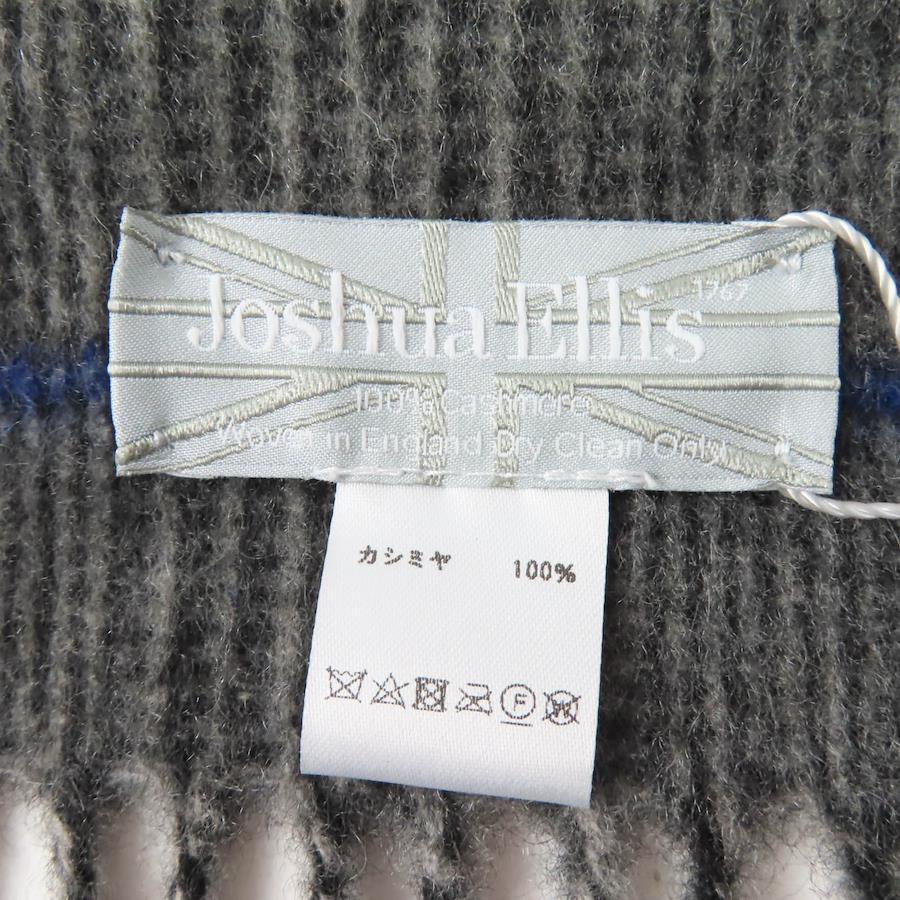 Joshua Ellis 1767
100% Cashmere
Woven in England Dry Clean Only
カシミヤ 100%
F W